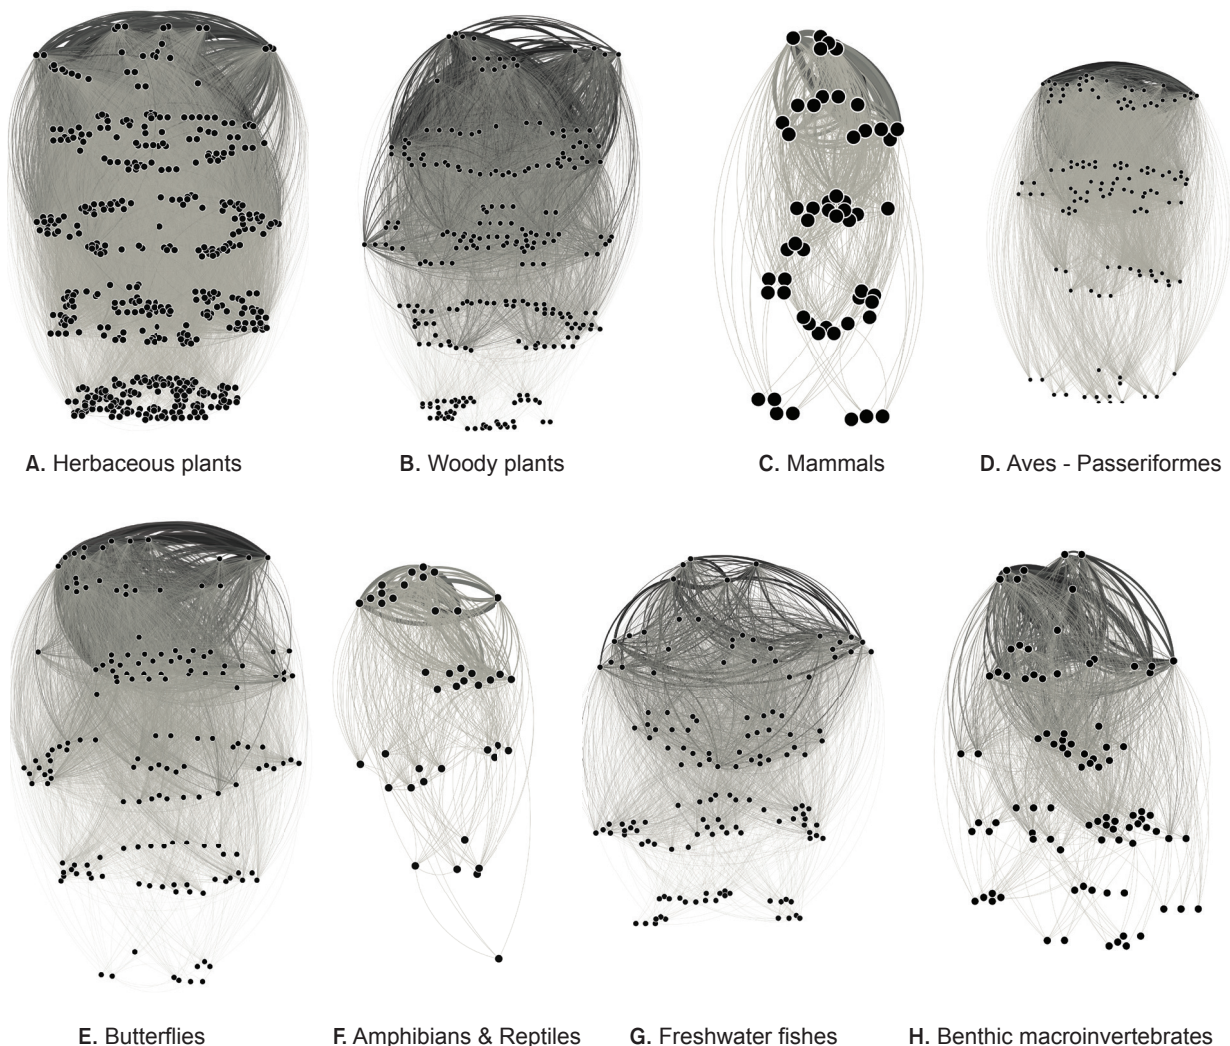 A. Herbaceous plants
B. Woody plants
C. Mammals
D. Aves - Passeriformes
E. Butterflies
F. Amphibians & Reptiles
G. Freshwater fishes
H. Benthic macroinvertebrates